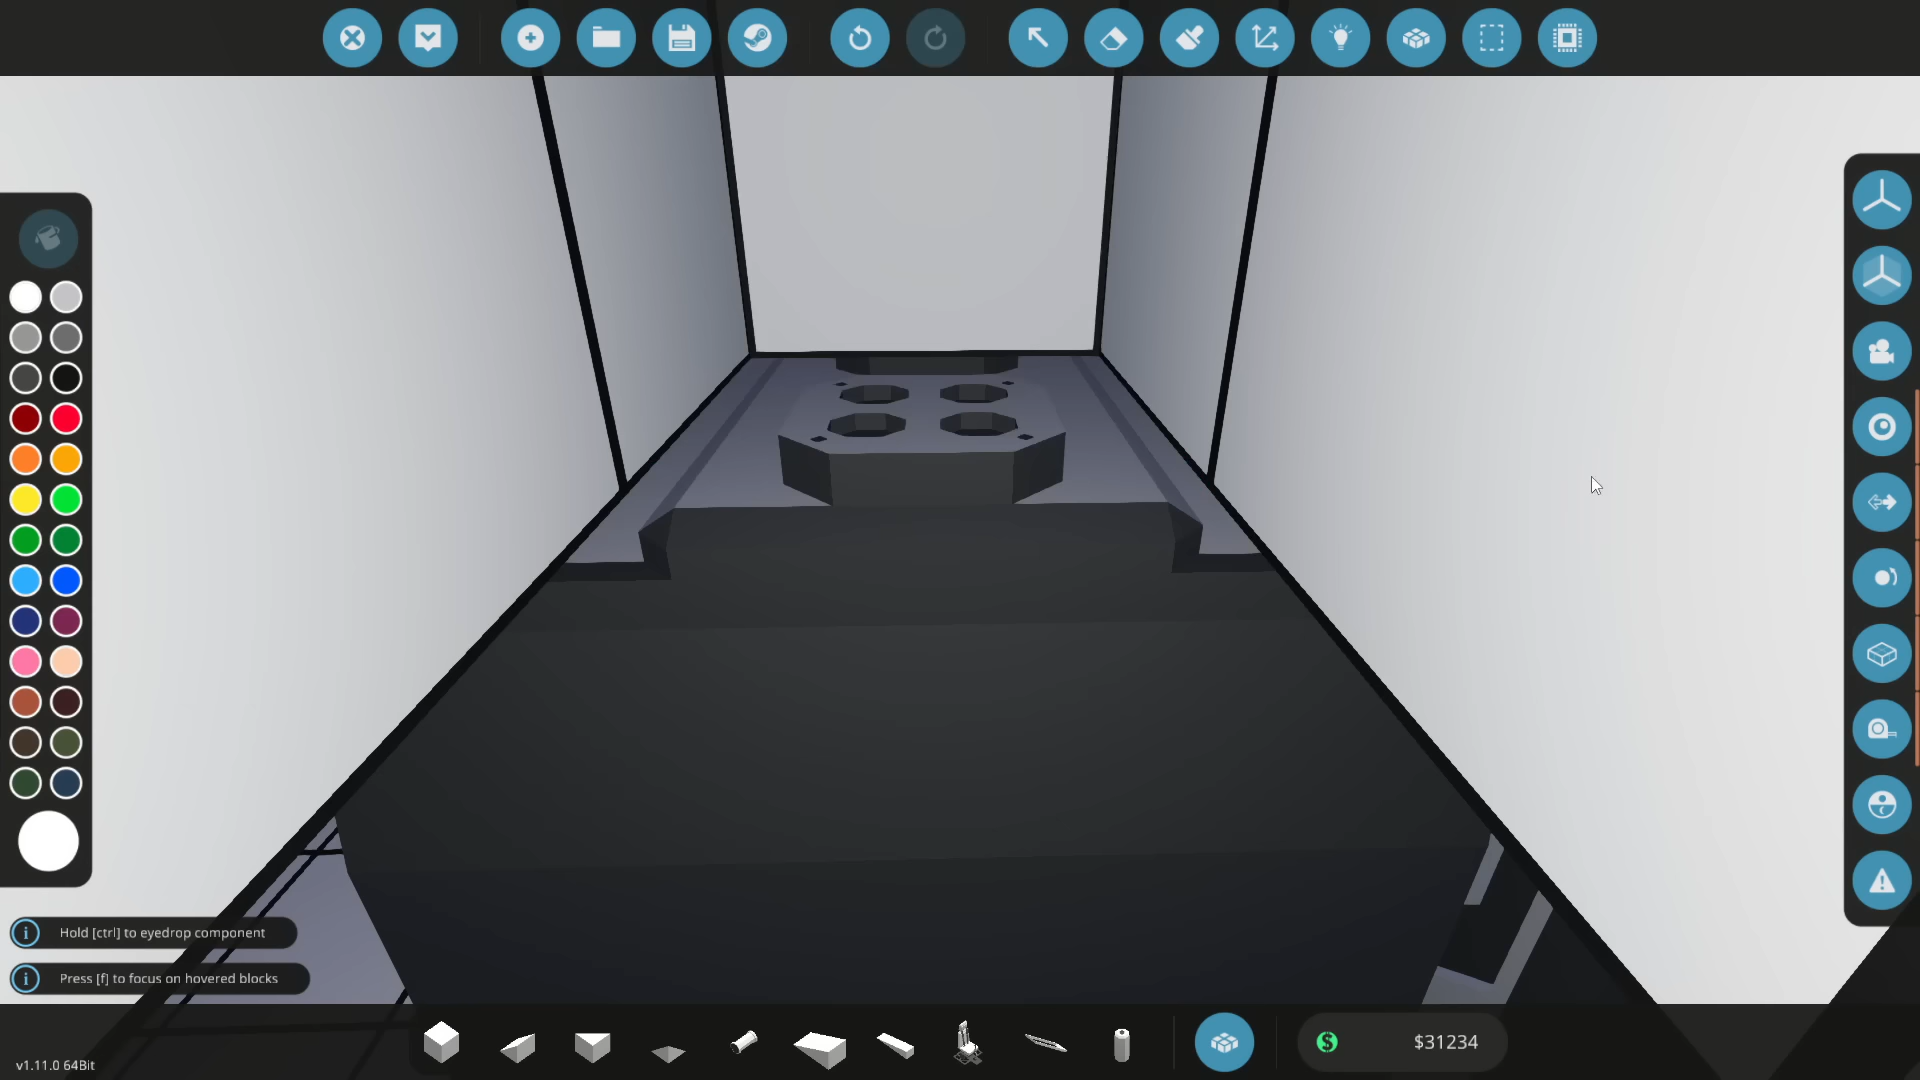 Hold [ctrl] to eyedrop component
Press [f] to focus on hovered blocks
$31234
v1.11.0 64Bit